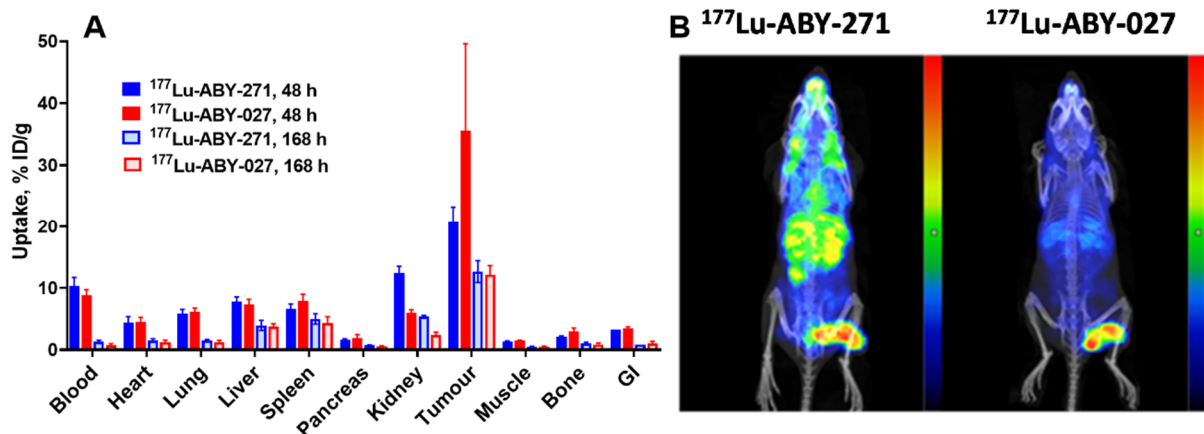 A
Uptake, % ID/g
50
40
30
20
10
0
¹⁷⁷Lu-ABY-271, 48 h
¹⁷⁷Lu-ABY-027, 48 h
¹⁷⁷Lu-ABY-271, 168 h
¹⁷⁷Lu-ABY-027, 168 h
Blood
Heart
Lung
Liver
Spleen
Pancreas
Kidney
Tumour
Muscle
Bone
GI
B
¹⁷⁷Lu-ABY-271
¹⁷⁷Lu-ABY-027